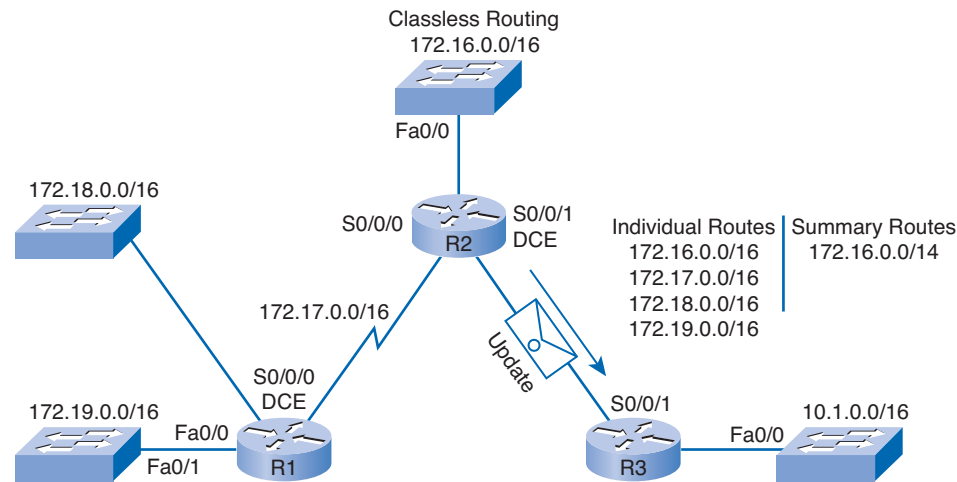 Classless Routing
172.16.0.0/16
Fa0/0
172.18.0.0/16
S0/0/0
R2
S0/0/1
DCE
Individual Routes
172.16.0.0/16
172.17.0.0/16
172.18.0.0/16
172.19.0.0/16
Summary Routes
172.16.0.0/14
172.17.0.0/16
Update
S0/0/0
DCE
172.19.0.0/16
Fa0/0
Fa0/1
R1
S0/0/1
R3
Fa0/0
10.1.0.0/16